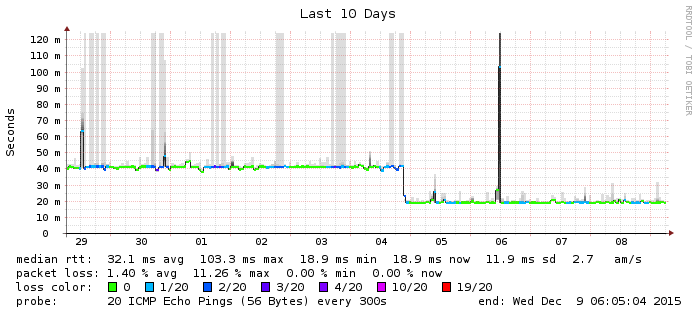 Last 10 Days
RRDTOOL / TOBI OETIKER
Seconds
120 m
110 m
100 m
90 m
80 m
70 m
60 m
50 m
40 m
30 m
20 m
10 m
0
29 30 01 02 03 04 05 06 07 08
median rtt: 32.1 ms avg 103.3 ms max 18.9 ms min 18.9 ms now 11.9 ms sd 2.7 am/s
packet loss: 1.40 % avg 11.26 % max 0.00 % min 0.00 % now
loss color: 0 1/20 2/20 3/20 4/20 10/20 19/20
probe: 20 ICMP Echo Pings (56 Bytes) every 300s end: Wed Dec 9 06:05:04 2015